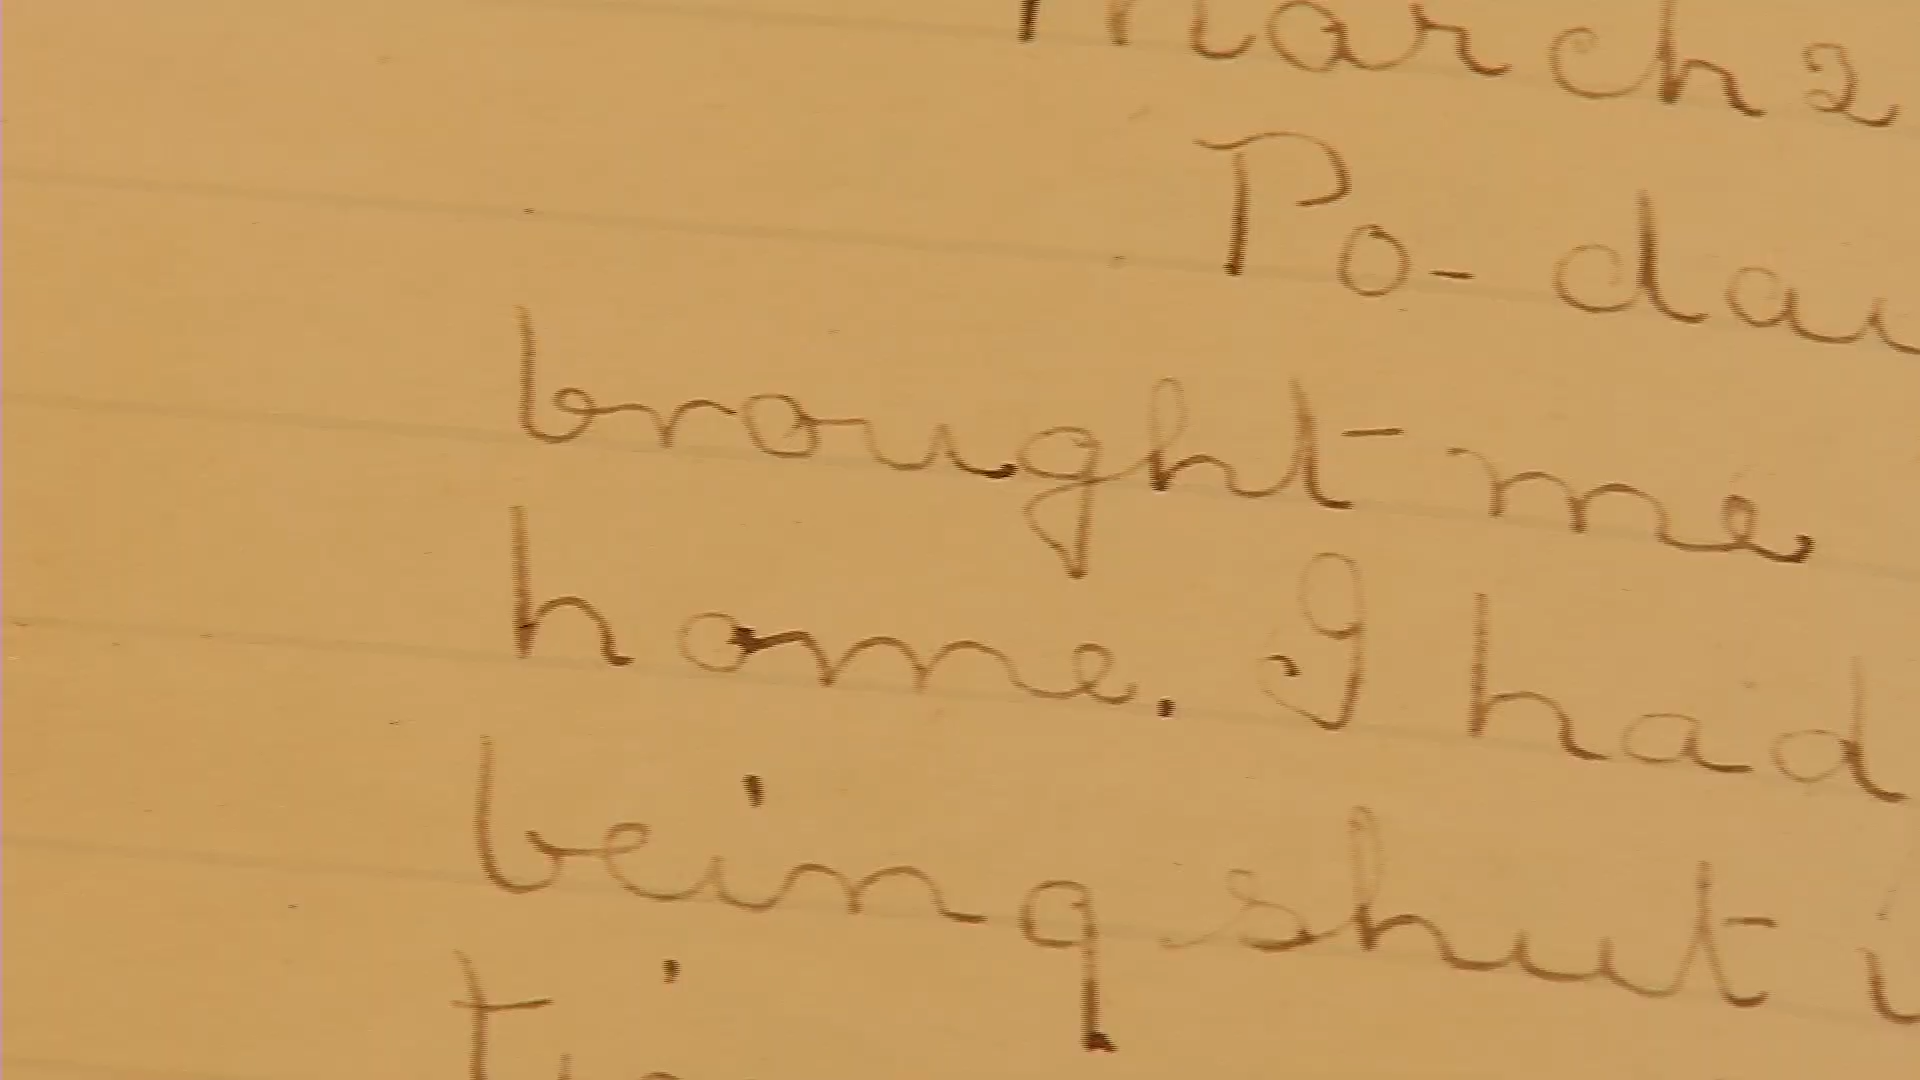 March 2
To-day
brought me
home. I had
being shut i